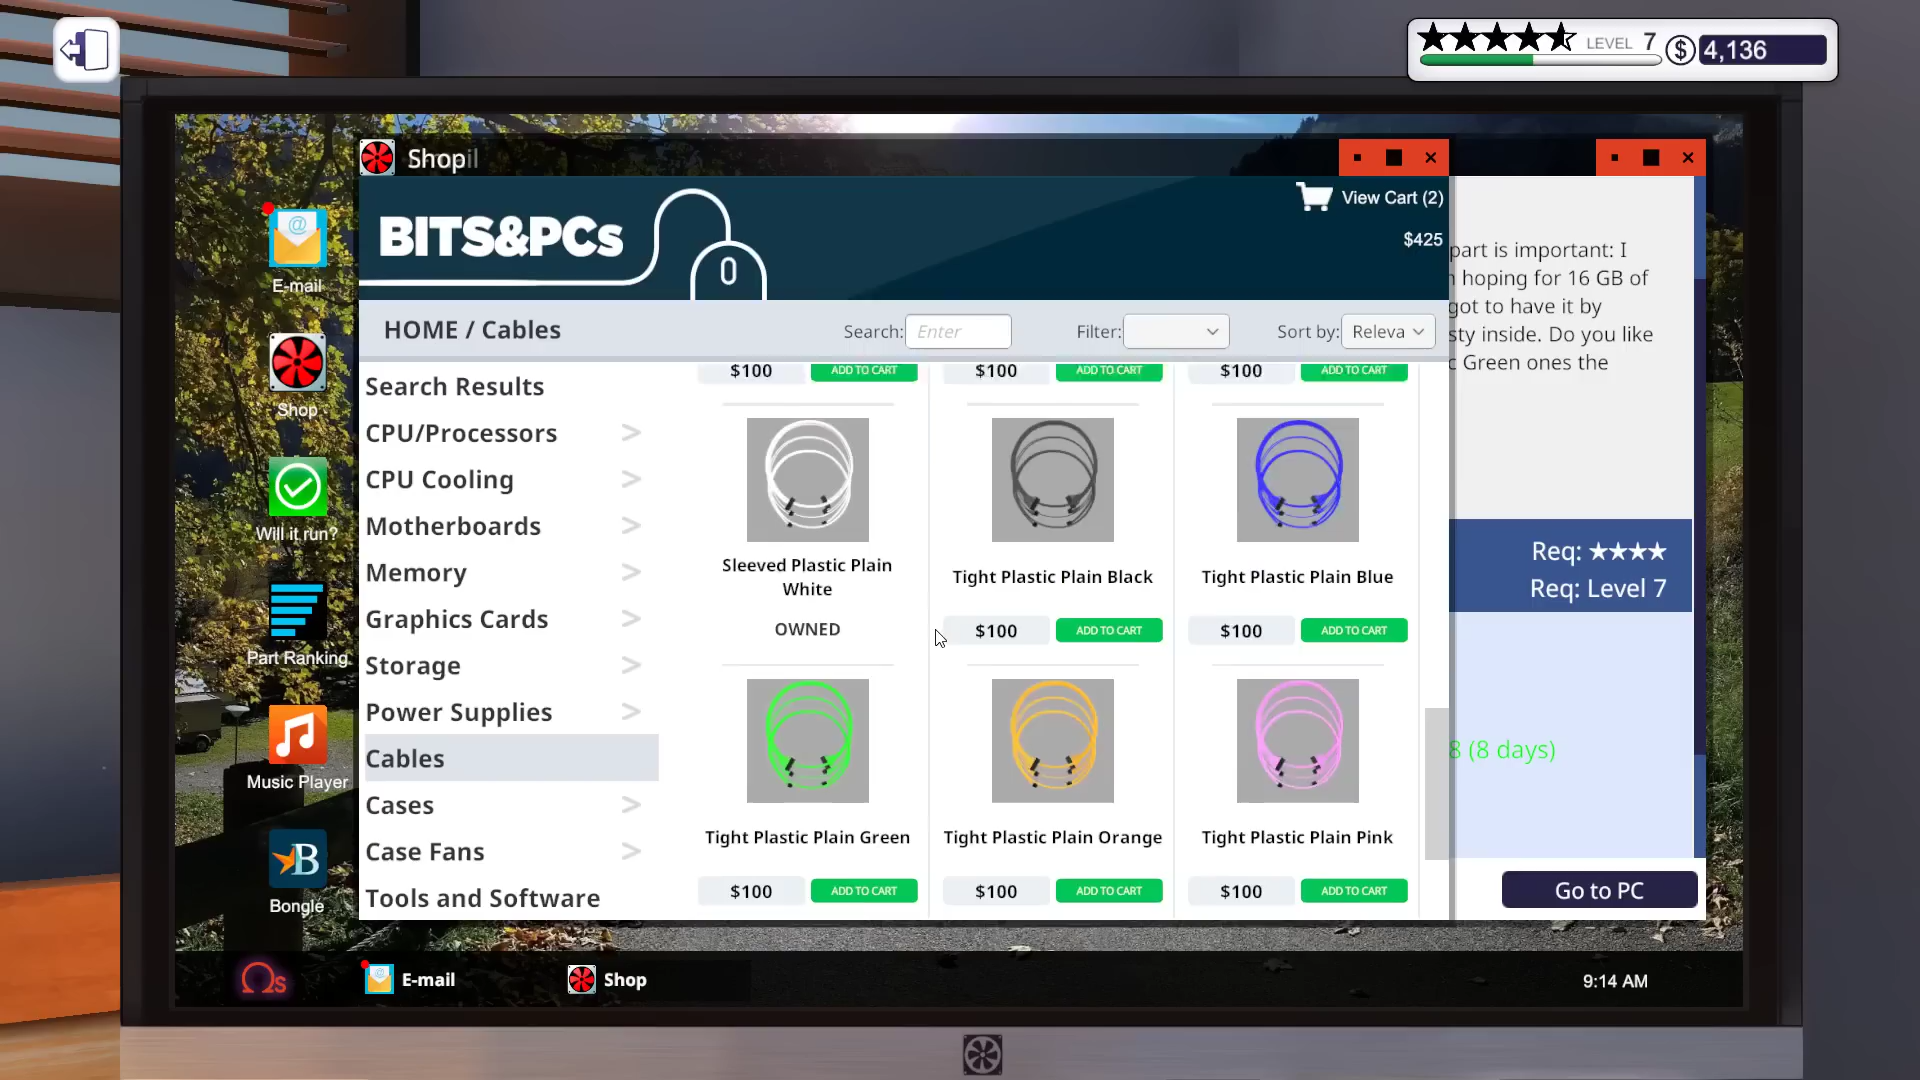 LEVEL 7
$ 4,136
Shop
BITS&PCs
View Cart (2)
$425
HOME / Cables
Search:
Enter
Filter:
Sort by:
Releva
E-mail
Shop
Will it run?
Part Ranking
Music Player
Bongle
Search Results
CPU/Processors
CPU Cooling
Motherboards
Memory
Graphics Cards
Storage
Power Supplies
Cables
Cases
Case Fans
Tools and Software
$100 ADD TO CART
$100 ADD TO CART
$100 ADD TO CART
Sleeved Plastic Plain
White
OWNED
Tight Plastic Plain Black
$100 ADD TO CART
Tight Plastic Plain Blue
$100 ADD TO CART
Tight Plastic Plain Green
$100 ADD TO CART
Tight Plastic Plain Orange
$100 ADD TO CART
Tight Plastic Plain Pink
$100 ADD TO CART
part is important: I
hoping for 16 GB of
got to have it by
inside. Do you like
Green ones the
Req: ★★★★
Req: Level 7
8 (8 days)
Go to PC
Ωs
E-mail
Shop
9:14 AM